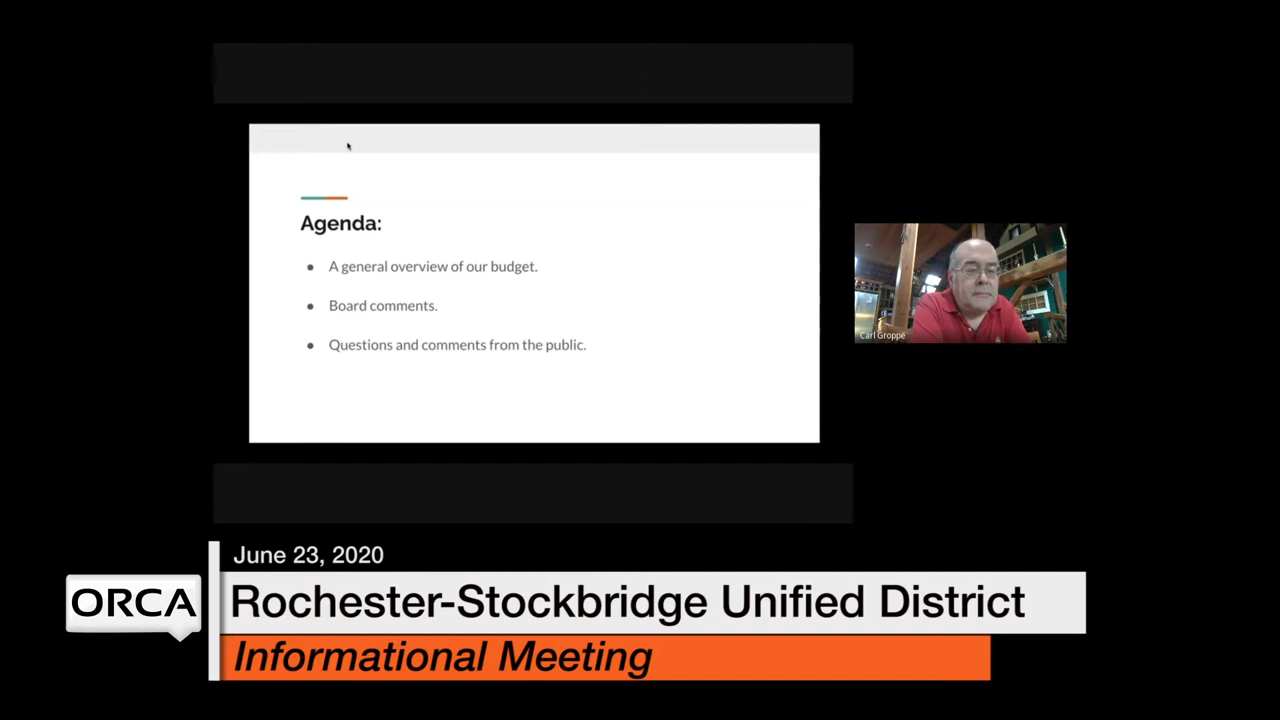 Agenda:
● A general overview of our budget.
● Board comments.
● Questions and comments from the public.
Carl Groppe
June 23, 2020
ORCA
Rochester-Stockbridge Unified District
Informational Meeting